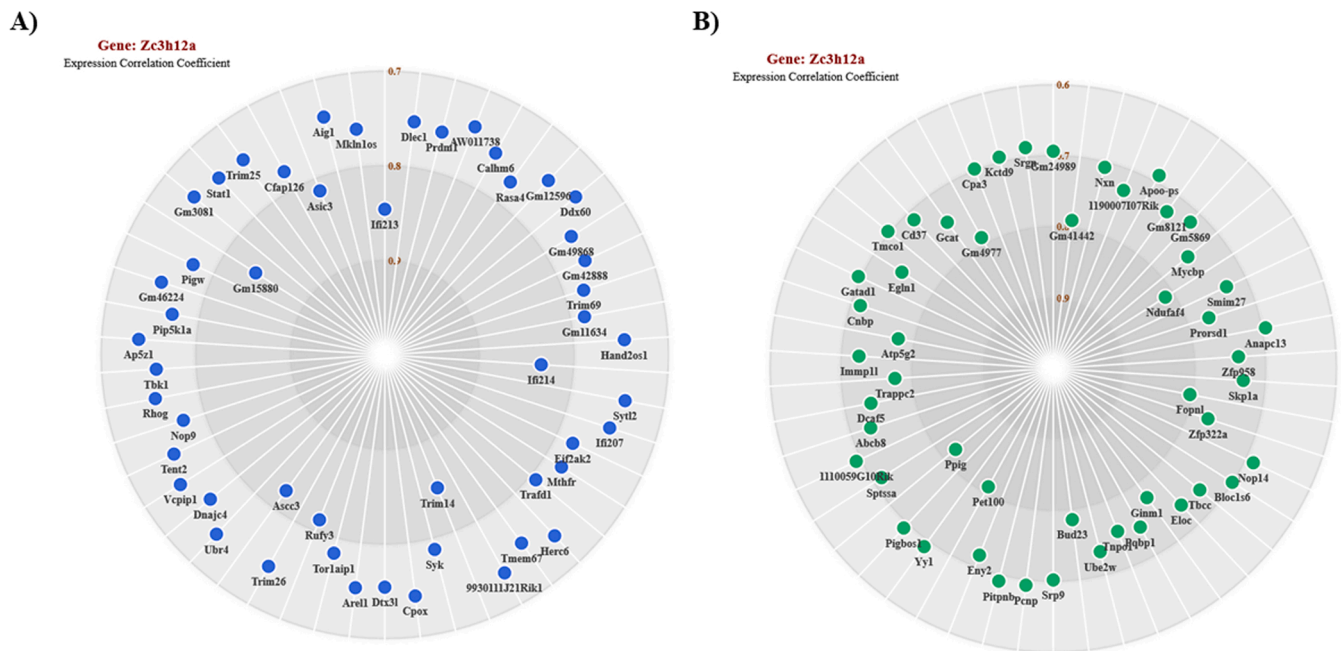 A)
Gene: Zc3h12a
Expression Correlation Coefficient
0.7
Aig1
Mkln1os
Dlec1
Prdm1
AW011738
Calhm6
0.8
Trim25
Cfap126
Stat1
Asic3
Rasa4
Gm12596
Gm3081
Ddx60
Ifi213
Gm49868
Pigw
Gm15880
Gm42888
Gm46224
Trim69
Pip5k1a
Gm11634
Ap5z1
Hand2os1
Tbk1
Ifi214
Rhog
Sytl2
Nop9
Ifi207
Eif2ak2
Tent2
Mthfr
Vcpip1
Trafd1
Dnajc4
Ascc3
Trim14
Rufy3
Ubr4
Herc6
Tmem67
Tor1aip1
Syk
Trim26
9930111J21Rik1
Arel1
Dtx3l
Cpox
B)
Gene: Zc3h12a
Expression Correlation Coefficient
0.6
Srgn
Gm24989
Kctd9
Cpa3
Nxn
Apoo-ps
1190007I07Rik
Gm8121
Gm5869
Gm41442
Cd37
Gcat
Tmco1
Gm4977
Mycbp
Egln1
Gatad1
0.9
Smim27
Ndufaf4
Cnbp
Prorsd1
Anapc13
Atp5g2
Immp1l
Zfp958
Trappc2
Skp1a
Fopnl
Dcaf5
Zfp322a
Abcb8
Ppig
1110059G10Rik
Nop14
Sptssa
Bloc1s6
Pet100
Tbcc
Ginm1
Eloc
Bud23
Pqbp1
Tnpo1
Pigbos1
Yy1
Ube2w
Eny2
Pitpnb
Pcnp
Srp9